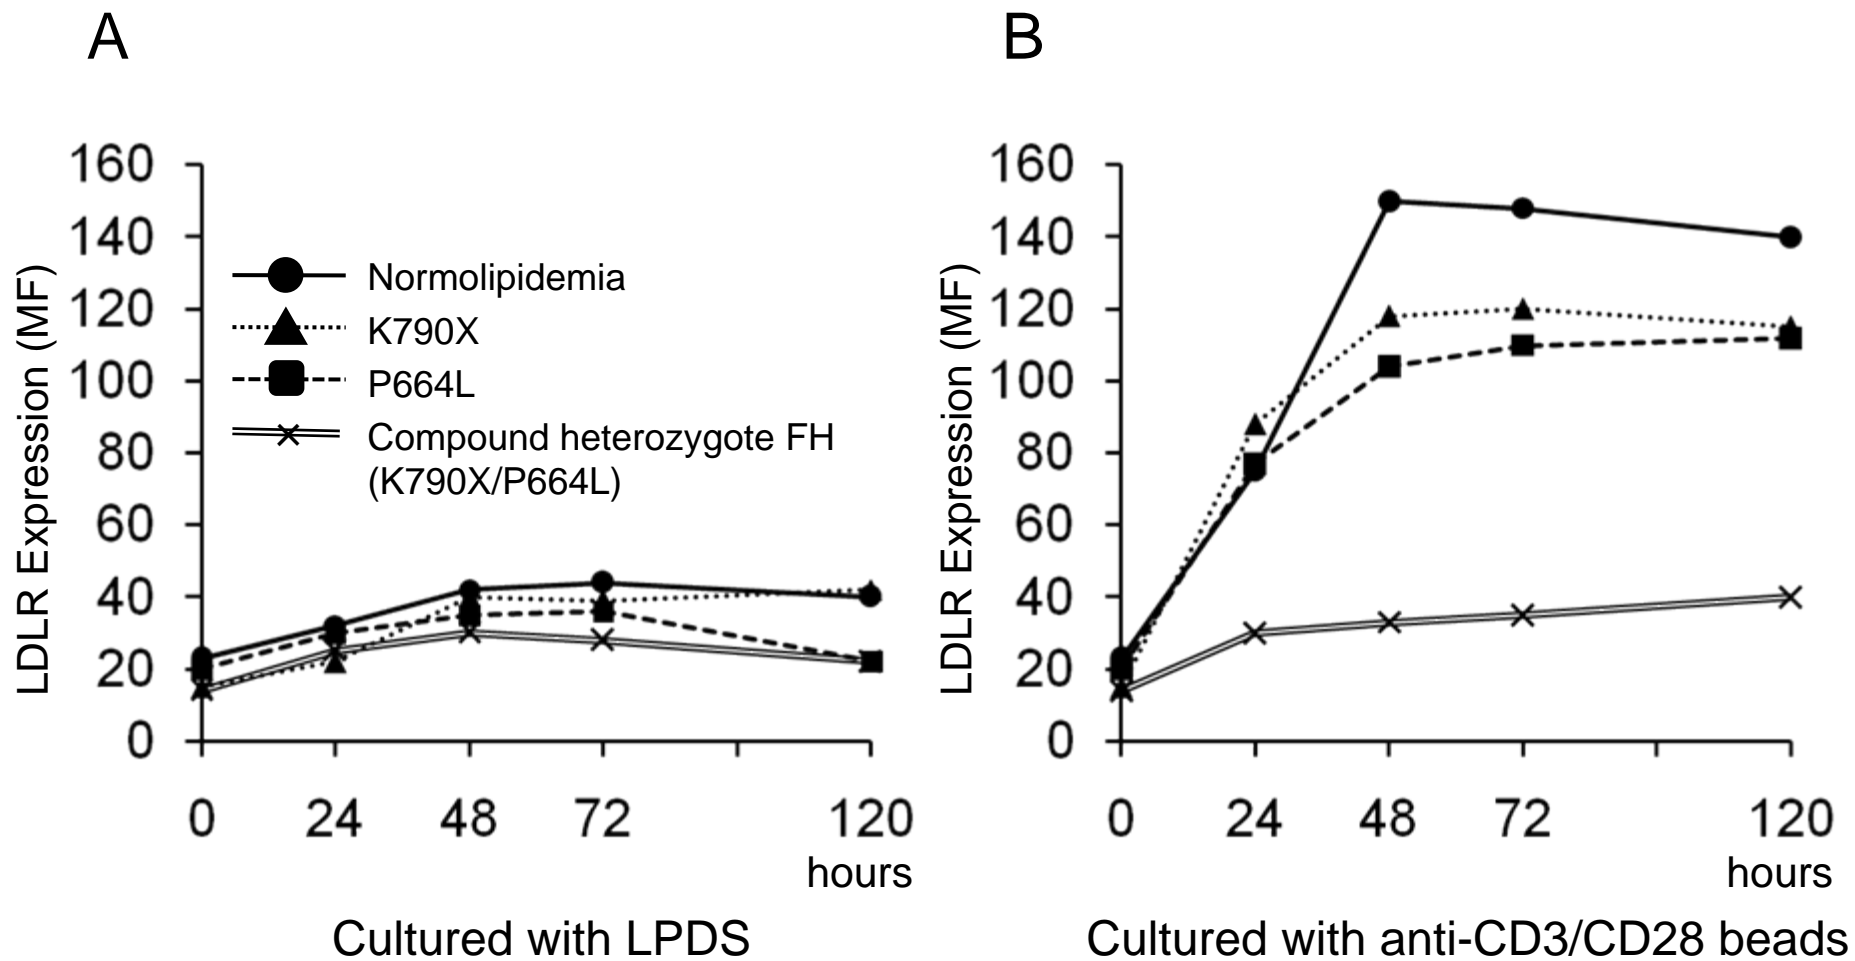 A
160
140
120
100
80
60
40
20
0
LDLR Expression (MF)
Normolipidemia
K790X
P664L
Compound heterozygote FH
(K790X/P664L)
0 24 48 72 120
hours
Cultured with LPDS
B
160
140
120
100
80
60
40
20
0
LDLR Expression (MF)
0 24 48 72 120
hours
Cultured with anti-CD3/CD28 beads